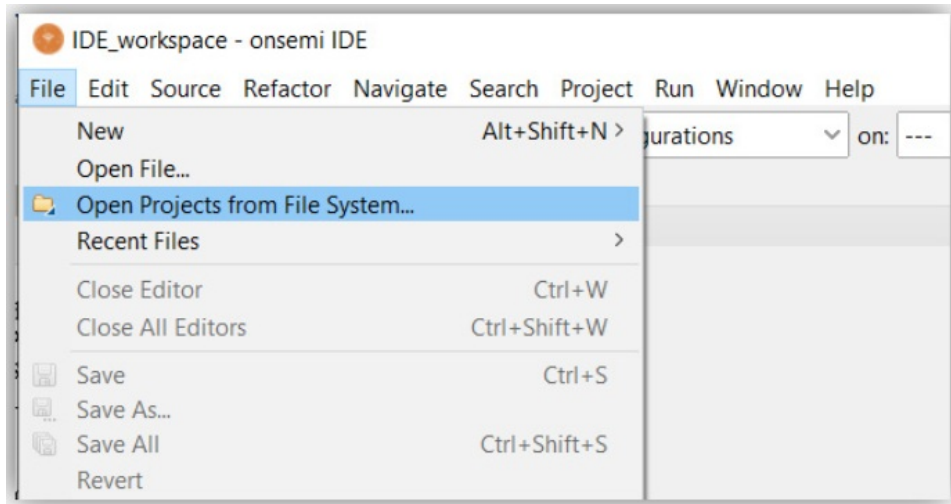 IDE_workspace - onsemi IDE
File Edit Source Refactor Navigate Search Project Run Window Help
New Alt+Shift+N >
on: ---
Open File...
Open Projects from File System...
Recent Files >
Close Editor Ctrl+W
Close All Editors Ctrl+Shift+W
Save Ctrl+S
Save As...
Save All Ctrl+Shift+S
Revert